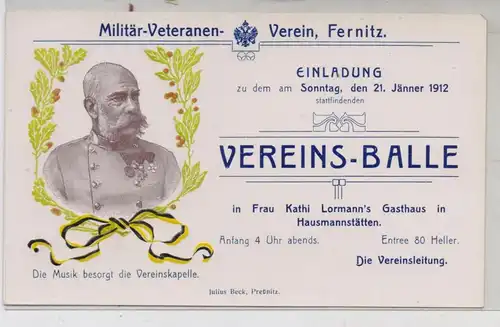 Militär-Veteranen- Verein, Fernitz.
EINLADUNG
zu dem am Sonntag, den 21. Jänner 1912
startfindenden
VEREINS-BALLE
in Frau Kathi Lormann's Gasthaus in
Hausmannstätten.
Anfang 4 Uhr abends. Entree 80 Heller.
Die Vereinsleitung.
Die Musik besorgt die Vereinskapelle.
Julius Beck, Preßnitz.